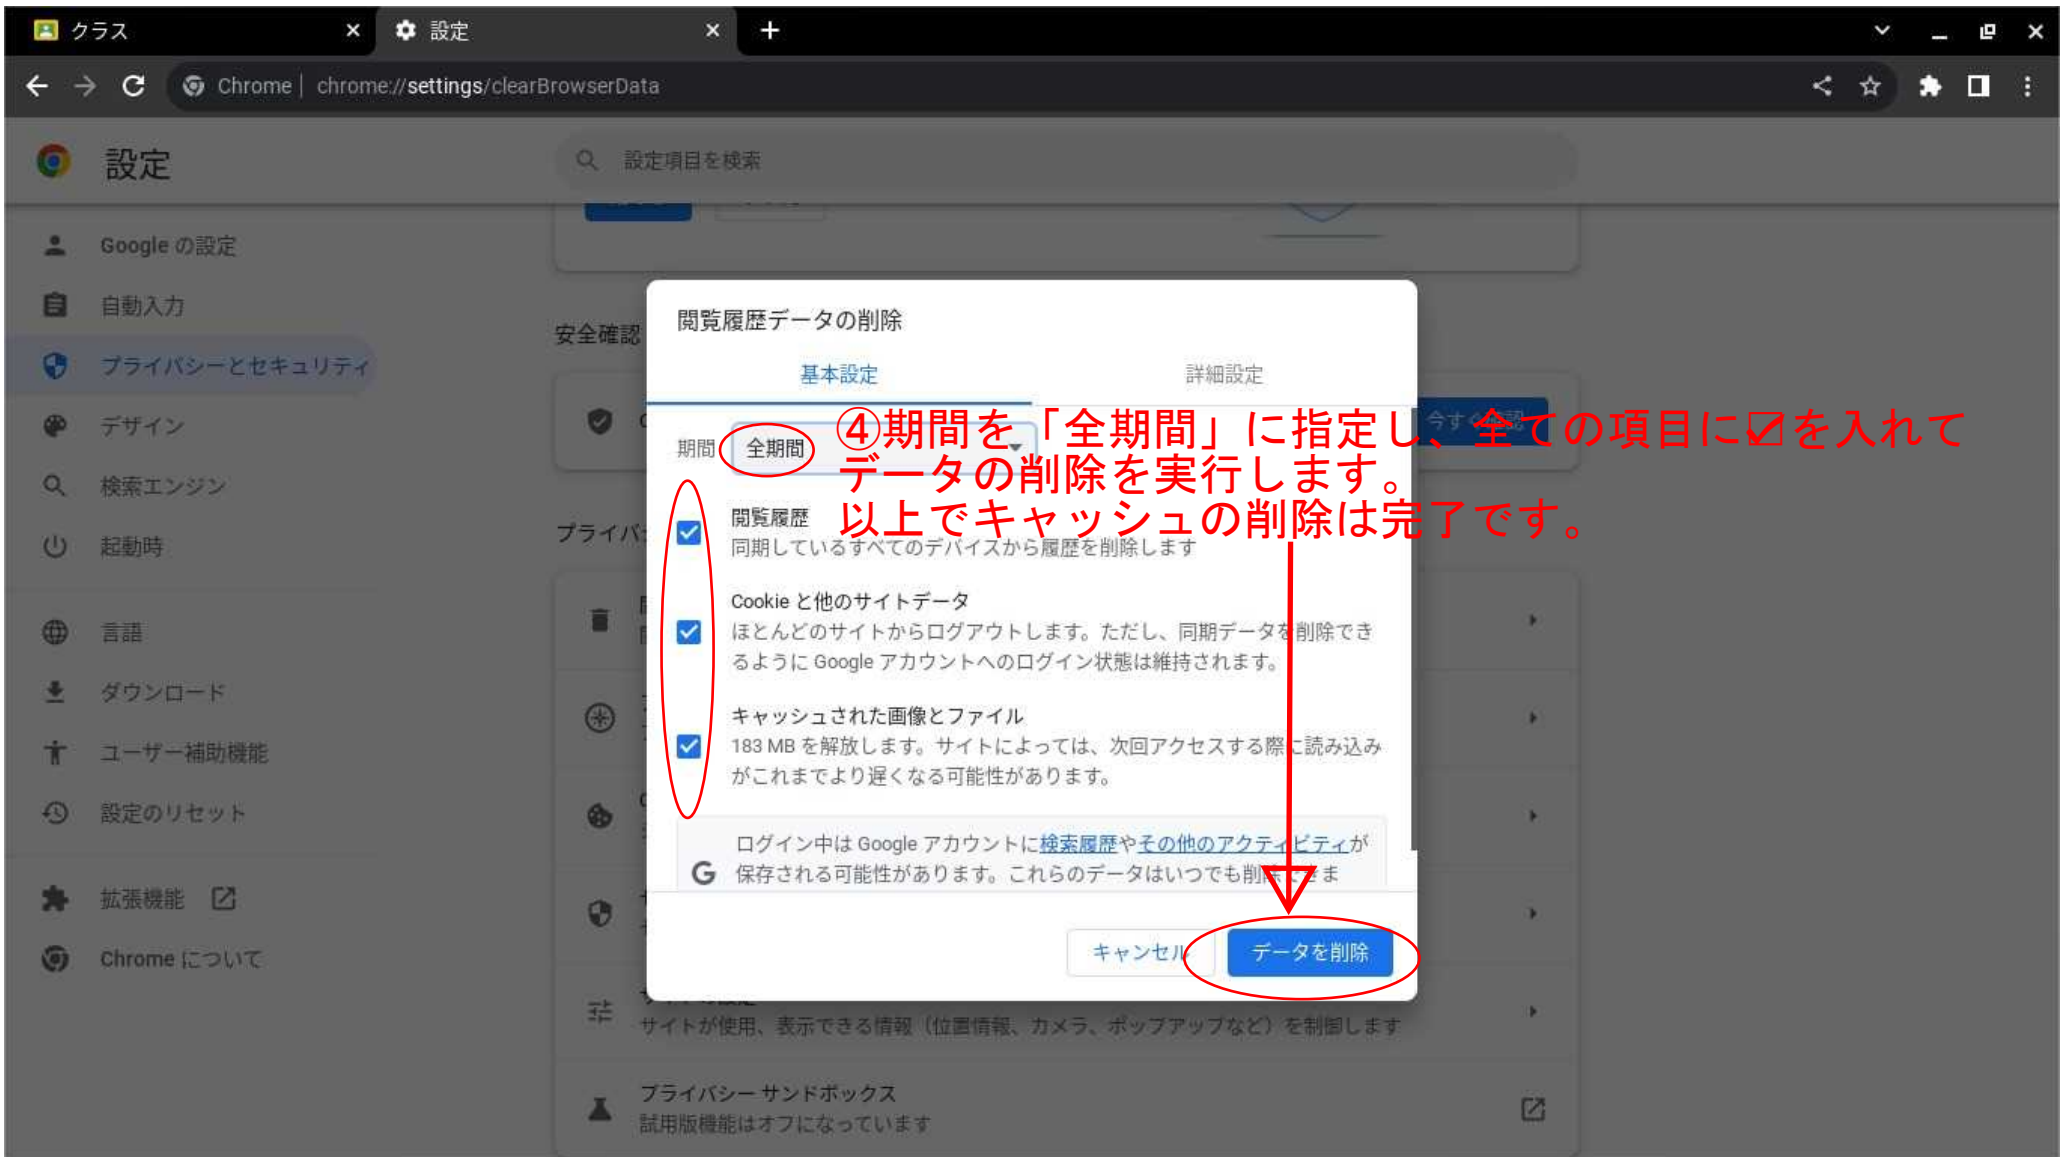 クラス
設定
Chrome | chrome://settings/clearBrowserData
設定
設定項目を検索
Google の設定
自動入力
プライバシーとセキュリティ
デザイン
検索エンジン
起動時
言語
ダウンロード
ユーザー補助機能
設定のリセット
拡張機能
Chrome について
安全確認
今すぐ確認
プライバ
閲覧履歴データの削除
基本設定
詳細設定
期間
全期間
④期間を「全期間」に指定し、全ての項目に☑を入れて
データの削除を実行します。
以上でキャッシュの削除は完了です。
閲覧履歴
同期しているすべてのデバイスから履歴を削除します
Cookie と他のサイトデータ
ほとんどのサイトからログアウトします。ただし、同期データを削除でき
るように Google アカウントへのログイン状態は維持されます。
キャッシュされた画像とファイル
183 MB を解放します。サイトによっては、次回アクセスする際に読み込み
がこれまでより遅くなる可能性があります。
ログイン中は Google アカウントに検索履歴やその他のアクティビティが
保存される可能性があります。これらのデータはいつでも削除できま
キャンセル
データを削除
サイトの設定
サイトが使用、表示できる情報（位置情報、カメラ、ポップアップなど）を制御します
プライバシー サンドボックス
試用版機能はオフになっています